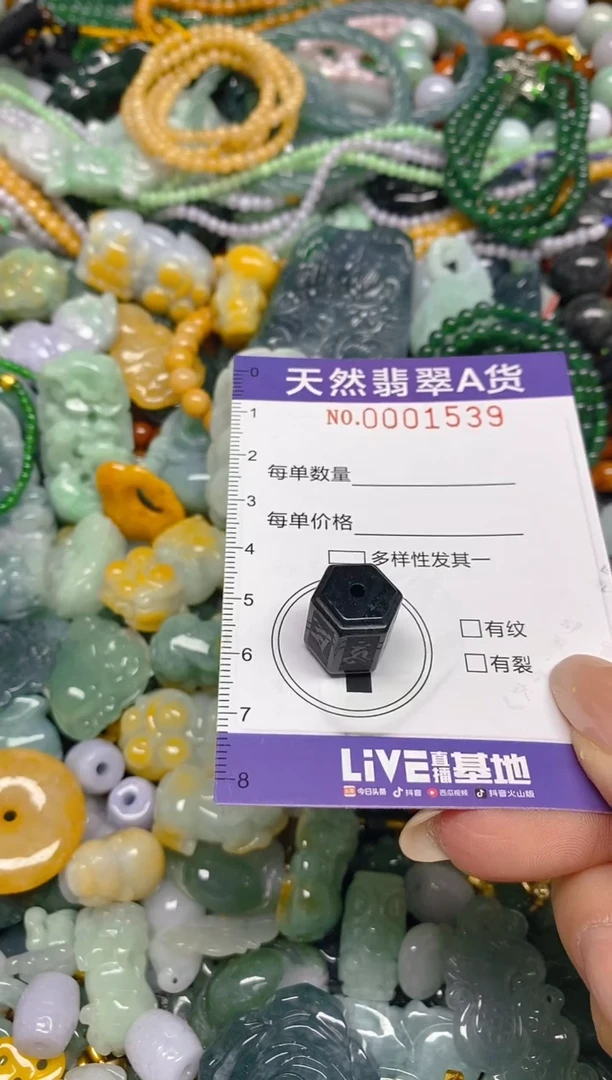 天然翡翠A货
NO.0001539
每单数量
每单价格
多样性发其一
有纹
有裂
0
1
2
3
4
5
6
7
8
LiVE直播基地
今日头条 抖音 西瓜视频 抖音火山版